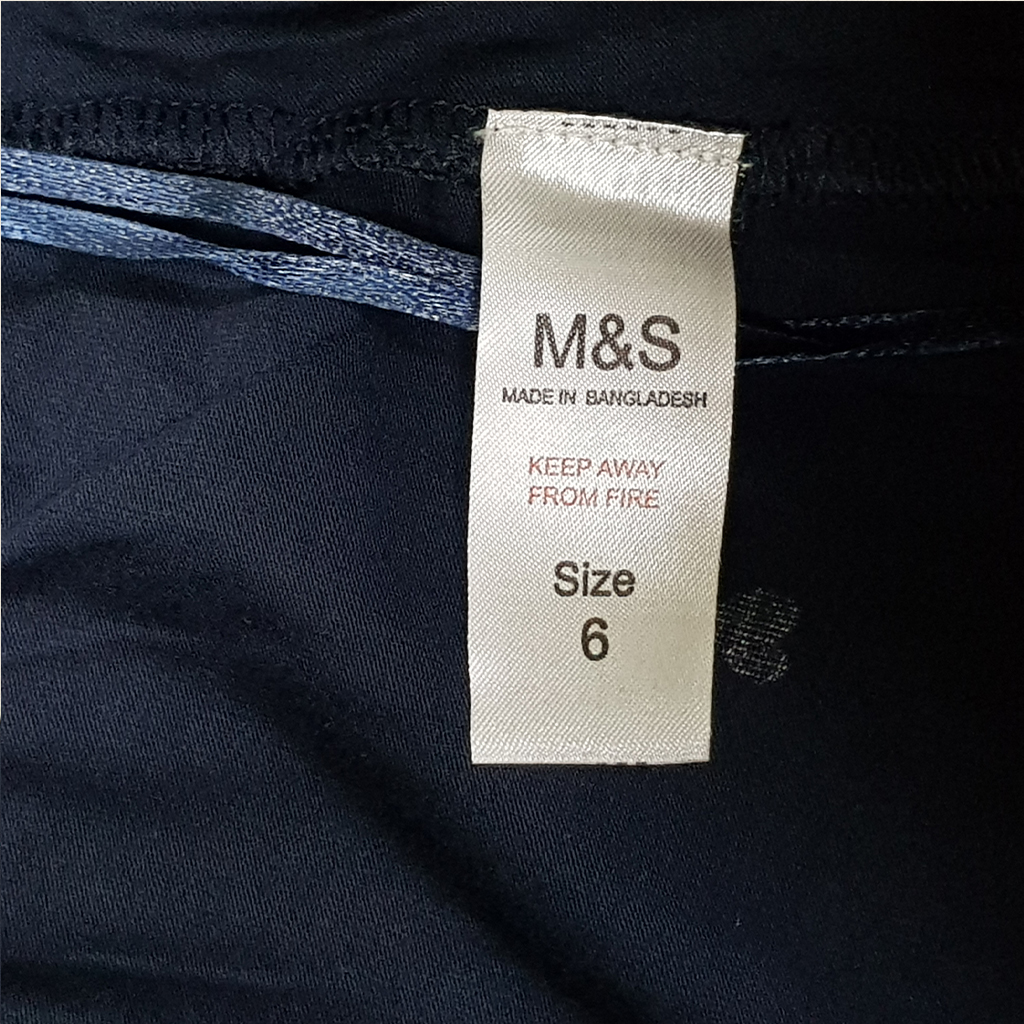 M&S
MADE IN BANGLADESH
KEEP AWAY
FROM FIRE
Size
6